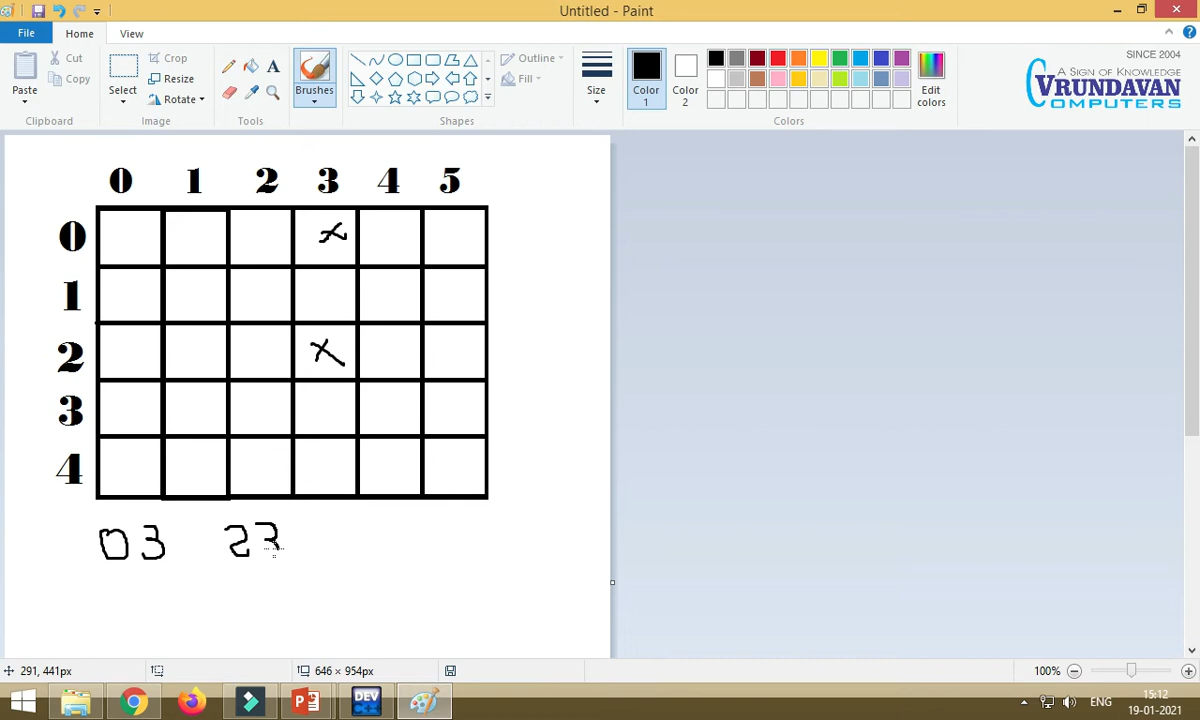 Untitled - Paint
File Home View
Paste
Cut
Copy
Clipboard
Select
Crop
Resize
Rotate
Image
A
Tools
Brushes
Outline
Fill
Shapes
Size
Color 1
Color 2
Edit colors
Colors
SINCE 2004
A SIGN OF KNOWLEDGE
VRUNDAVAN
COMPUTERS
0 1 2 3 4 5
0 x
1
2 x
3
4
03 23
291, 441px
646 × 954px
100%
P
DEV C++
ENG
15:12
19-01-2021